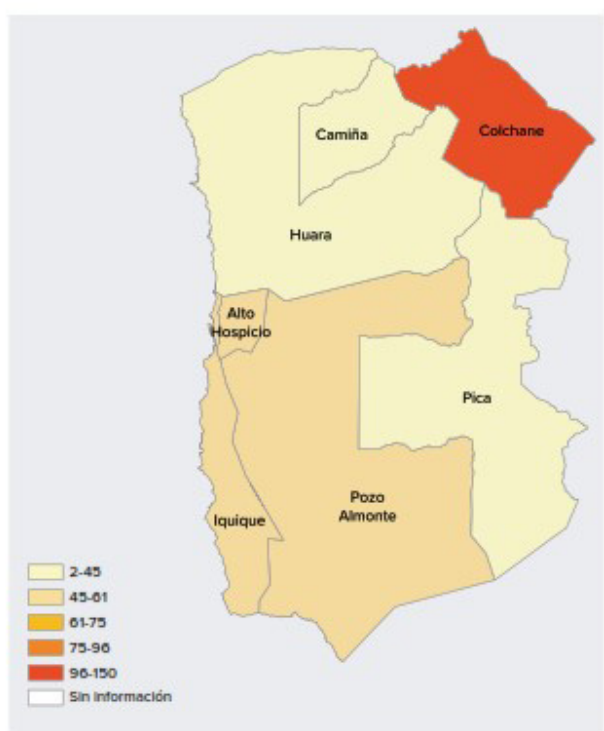 Camiña
Colchane
Huara
Alto
Hospicio
Pica
Pozo
Almonte
Iquique
2-45
45-61
61-75
75-96
96-150
Sin información